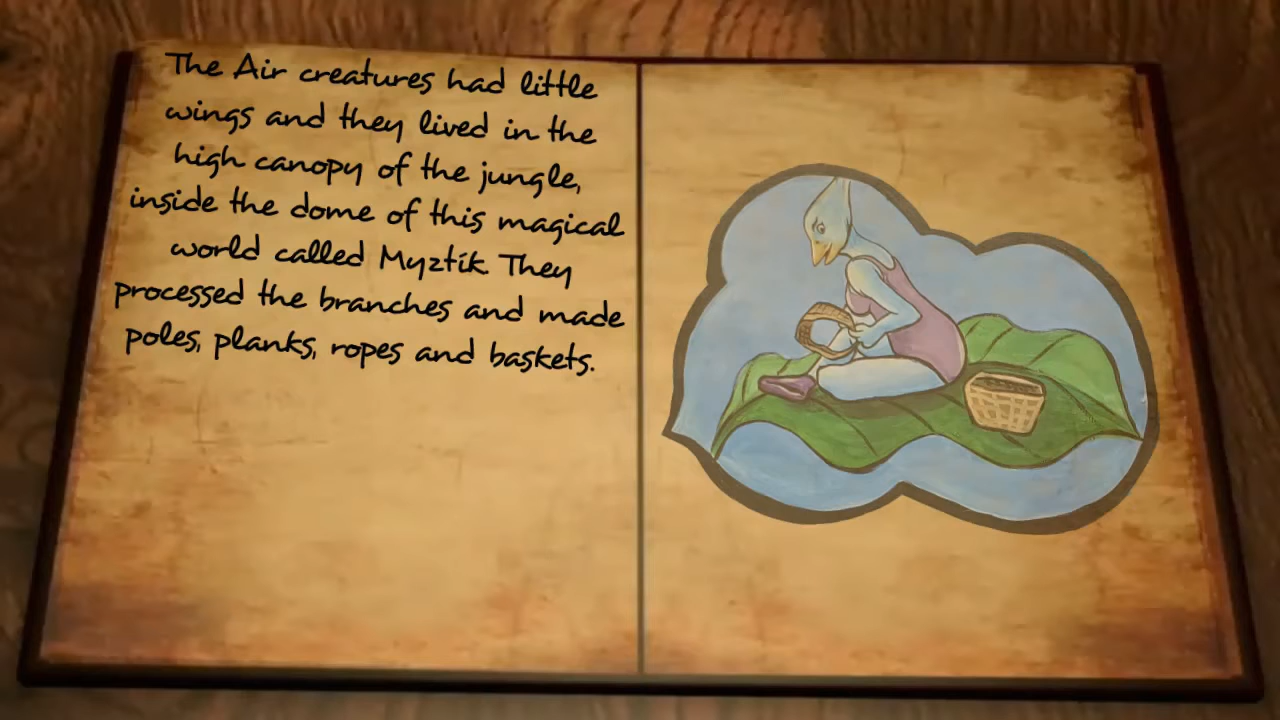 The Air creatures had little
wings and they lived in the
high canopy of the jungle,
inside the dome of this magical
world called Myztik. They
processed the branches and made
poles, planks, ropes and baskets.